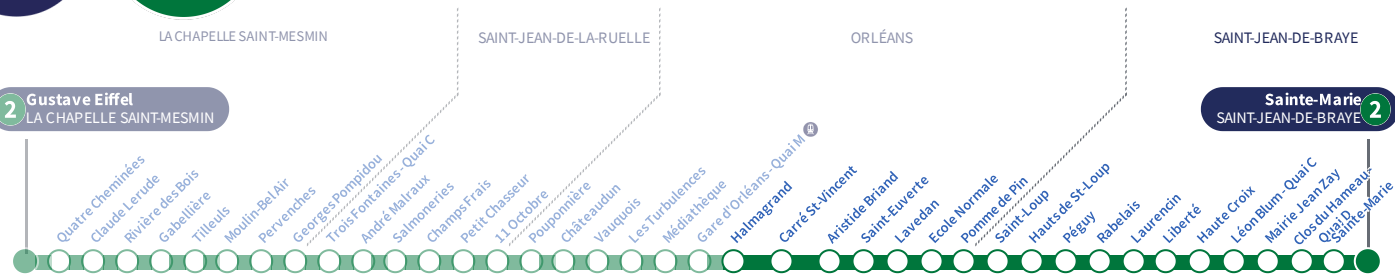 LA CHAPELLE SAINT-MESMIN
SAINT-JEAN-DE-LA-RUELLE
ORLÉANS
SAINT-JEAN-DE-BRAYE
2
Gustave Eiffel
LA CHAPELLE SAINT-MESMIN
Sainte-Marie
SAINT-JEAN-DE-BRAYE
2
Quatre Cheminées
Claude Lerude
Rivière des Bois
Gabellière
Tilleuls
Moulin-Bel Air
Pervenches
Georges Pompidou
Trois Fontaines - Quai C
André Malraux
Salmoneries
Champs Frais
Petit Chasseur
11 Octobre
Pouponnière
Châteaudun
Vauquois
Les Turbulences
Médiathèque
Gare d'Orléans - Quai M
Halmagrand
Carré St-Vincent
Aristide Briand
Saint-Euverte
Lavedan
Ecole Normale
Pomme de Pin
Saint-Loup
Hauts de St-Loup
Péguy
Rabelais
Laurencin
Liberté
Haute Croix
Léon Blum - Quai C
Mairie Jean Zay
Clos du Hameau -
Quai D
Sainte-Marie